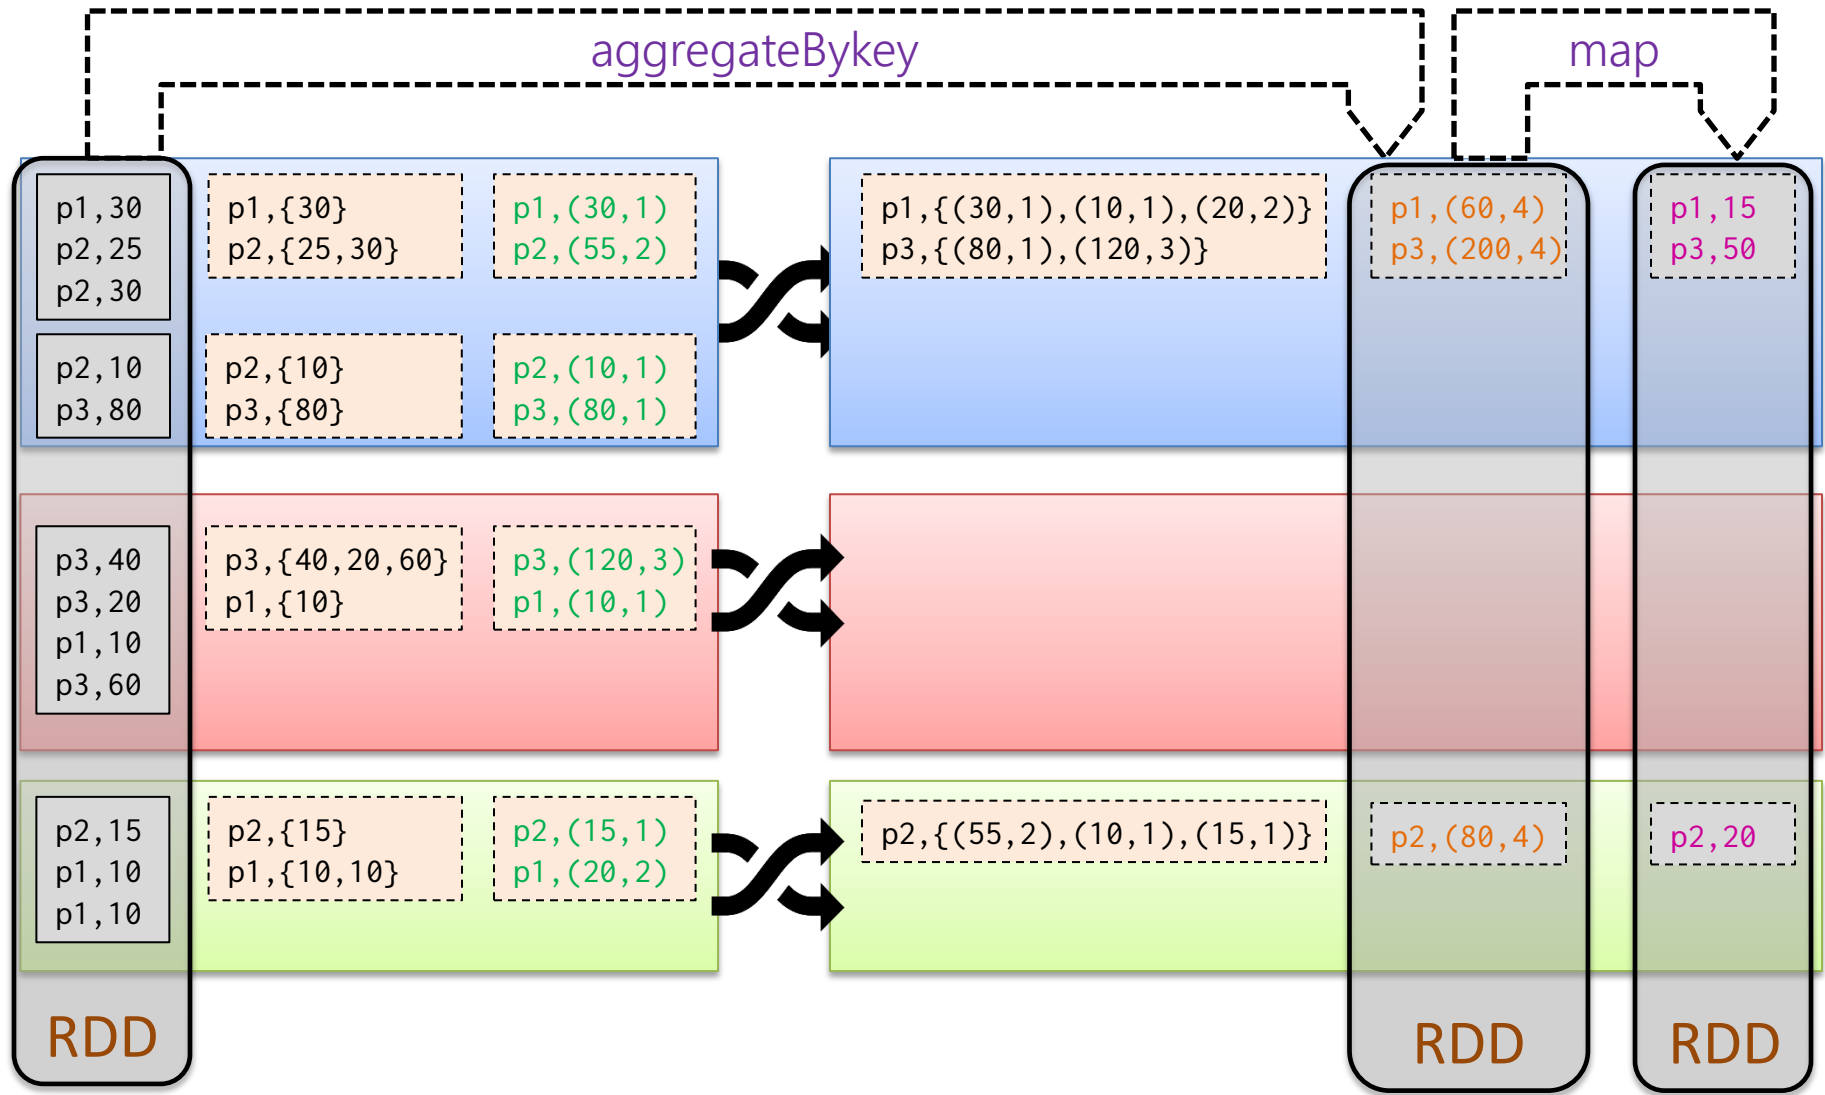 aggregateBykey
map
p1,30
p2,25
p2,30
p1,{30}
p2,{25,30}
p1,(30,1)
p2,(55,2)
p1,{(30,1),(10,1),(20,2)}
p3,{(80,1),(120,3)}
p1,(60,4)
p3,(200,4)
p1,15
p3,50
p2,10
p3,80
p2,{10}
p3,{80}
p2,(10,1)
p3,(80,1)
p3,40
p3,20
p1,10
p3,60
p3,{40,20,60}
p1,{10}
p3,(120,3)
p1,(10,1)
p2,15
p1,10
p1,10
p2,{15}
p1,{10,10}
p2,(15,1)
p1,(20,2)
p2,{(55,2),(10,1),(15,1)}
p2,(80,4)
p2,20
RDD
RDD
RDD